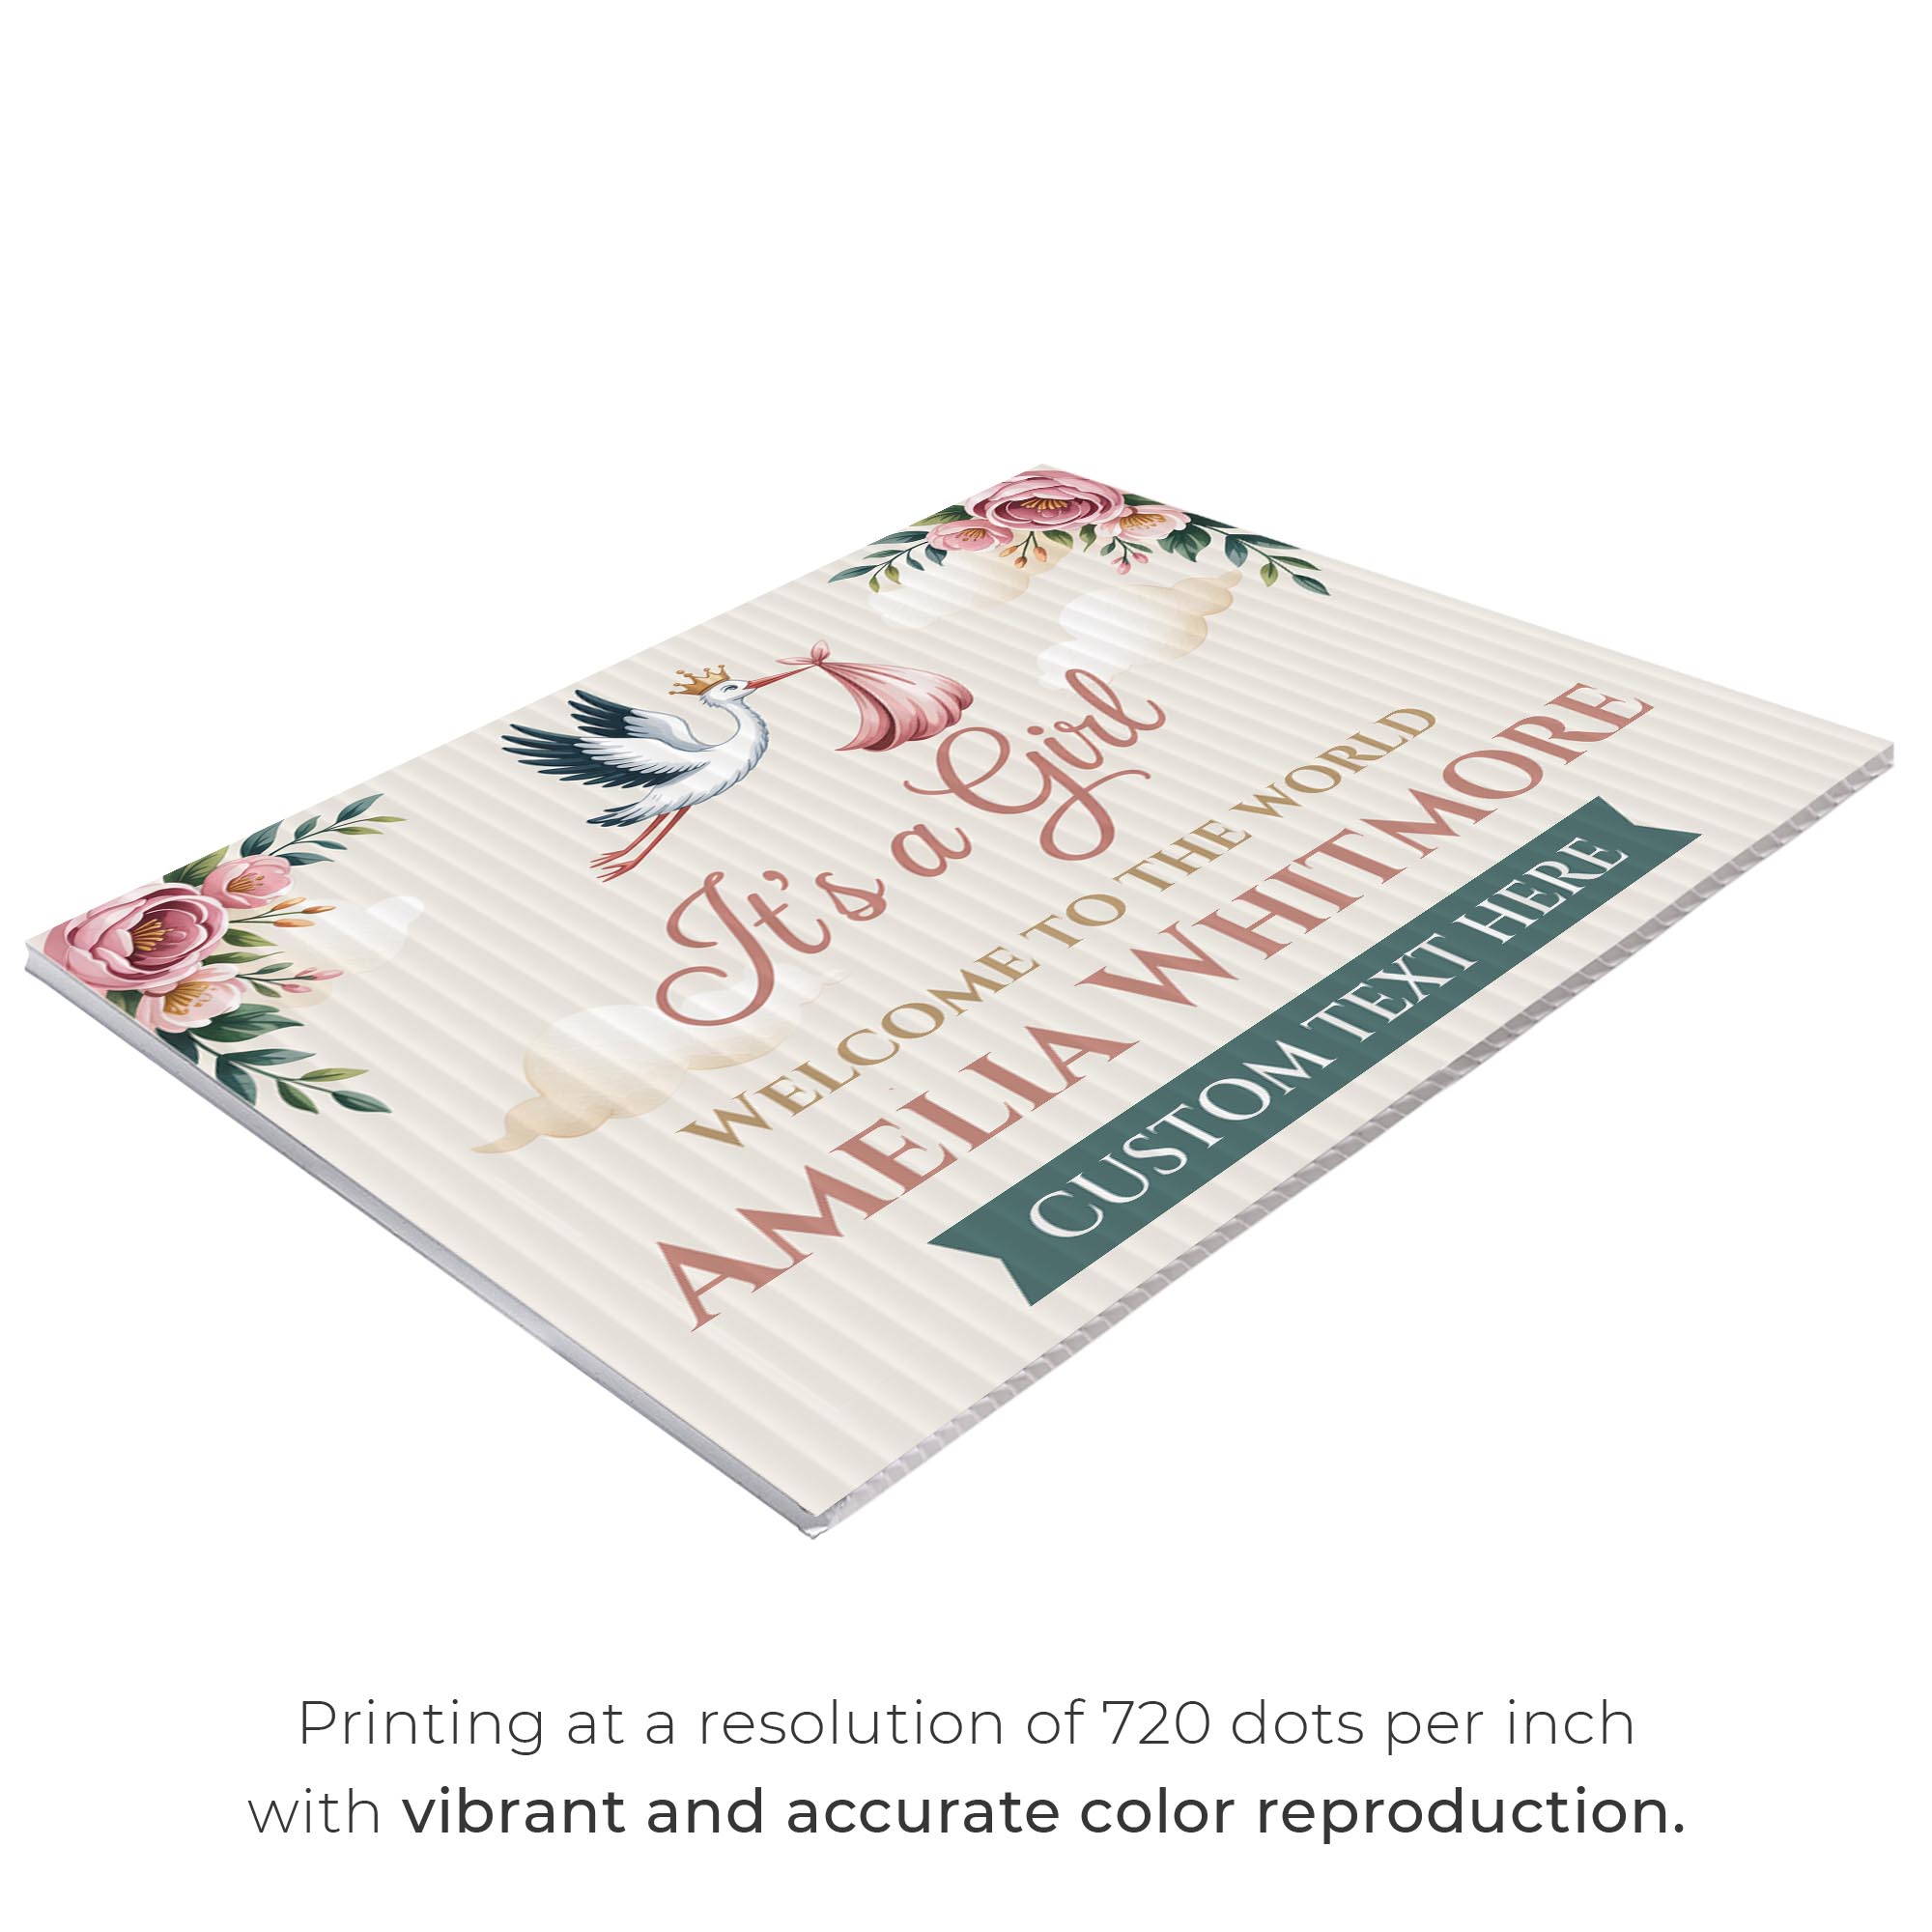 It's a Girl
WELCOME TO THE WORLD
AMELIA WHITMORE
CUSTOM TEXT HERE
Printing at a resolution of 720 dots per inch
with vibrant and accurate color reproduction.